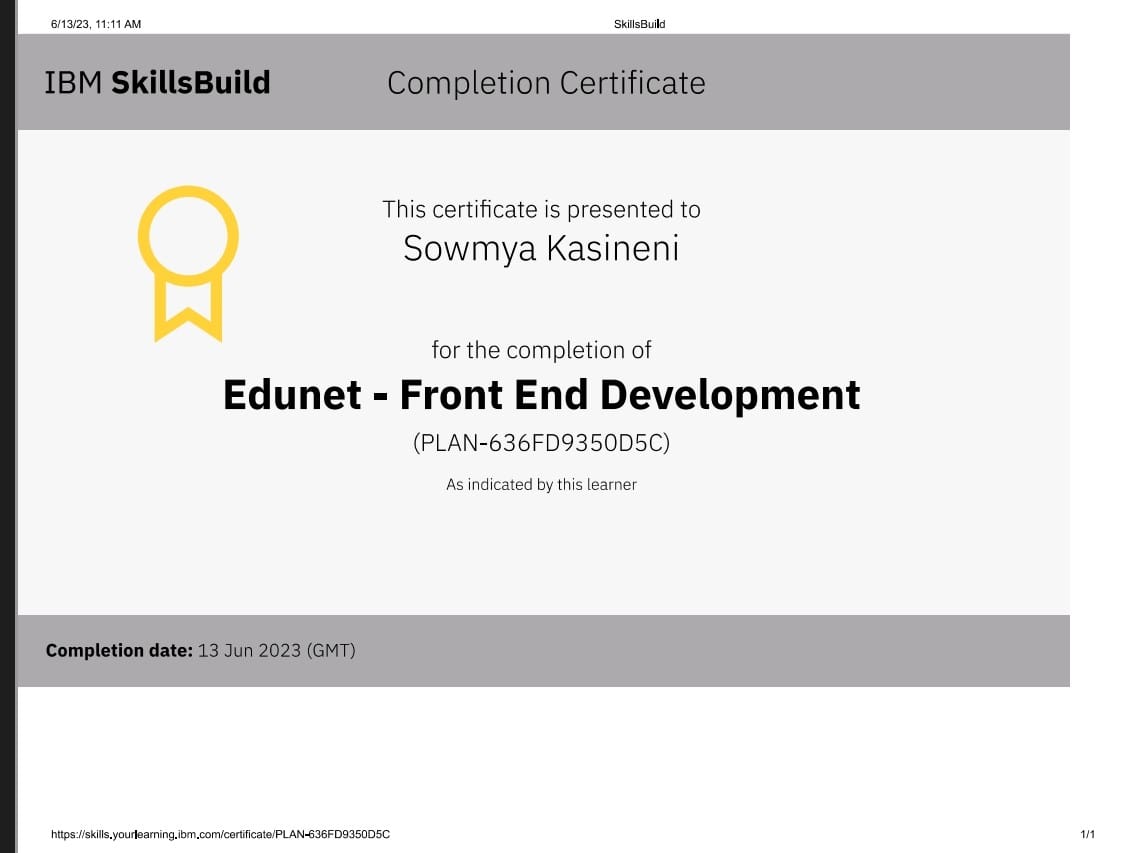 6/13/23, 11:11 AM
SkillsBuild
IBM SkillsBuild
Completion Certificate
This certificate is presented to
Sowmya Kasineni
for the completion of
Edunet - Front End Development
(PLAN-636FD9350D5C)
As indicated by this learner
Completion date: 13 Jun 2023 (GMT)
https://skills.yourlearning.ibm.com/certificate/PLAN-636FD9350D5C
1/1